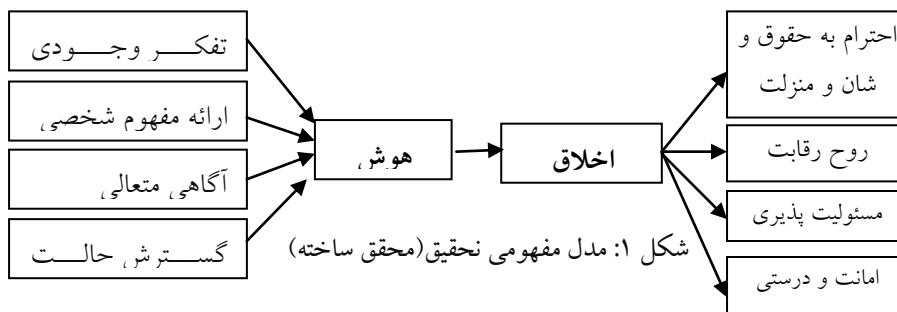 تفکر وجودی
ارائه مفهوم شخصی
آگاهی متعالی
گسترش حالت
هوش
اخلاق
احترام به حقوق و
شان و منزلت
روح رقابت
مسئولیت پذیری
امانت و درستی
شکل ۱: مدل مفهومی نحقیق(محقق ساخته)